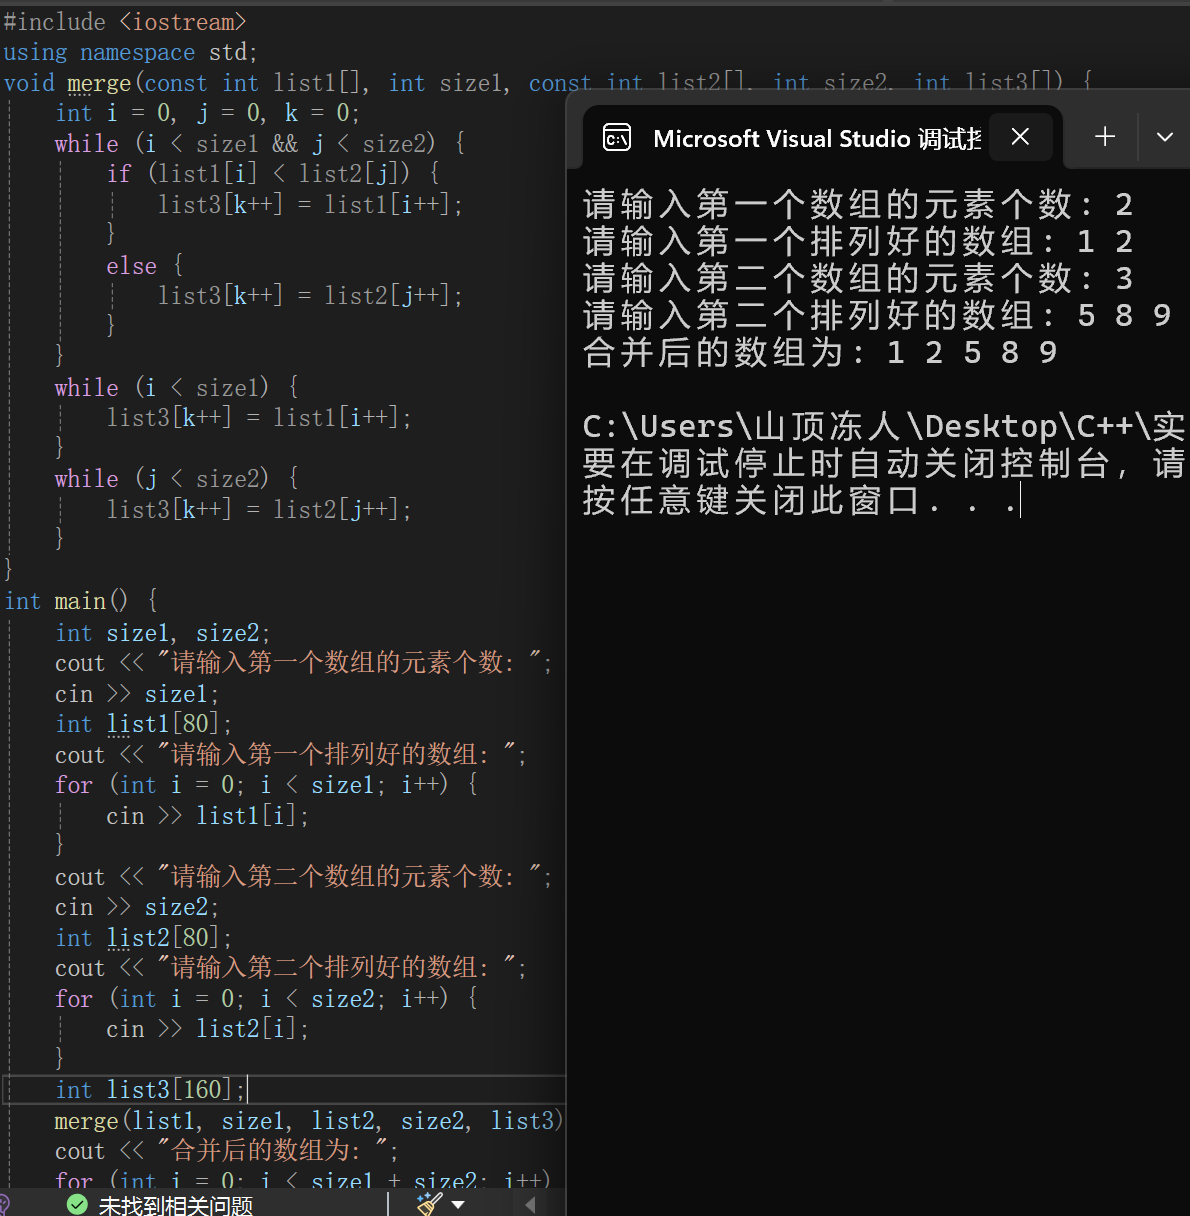 #include <iostream>
using namespace std;
void merge(const int list1[], int size1, const int list2[], int size2, int list3[]) {
    int i = 0, j = 0, k = 0;
    while (i < size1 && j < size2) {
        if (list1[i] < list2[j]) {
            list3[k++] = list1[i++];
        }
        else {
            list3[k++] = list2[j++];
        }
    }
    while (i < size1) {
        list3[k++] = list1[i++];
    }
    while (j < size2) {
        list3[k++] = list2[j++];
    }
}
int main() {
    int size1, size2;
    cout << "请输入第一个数组的元素个数: ";
    cin >> size1;
    int list1[80];
    cout << "请输入第一个排列好的数组: ";
    for (int i = 0; i < size1; i++) {
        cin >> list1[i];
    }
    cout << "请输入第二个数组的元素个数: ";
    cin >> size2;
    int list2[80];
    cout << "请输入第二个排列好的数组: ";
    for (int i = 0; i < size2; i++) {
        cin >> list2[i];
    }
    int list3[160];
    merge(list1, size1, list2, size2, list3)
    cout << "合并后的数组为: ";
    for (int i = 0; i < size1 + size2; i++)
未找到相关问题
Microsoft Visual Studio 调试控
请输入第一个数组的元素个数: 2
请输入第一个排列好的数组: 1 2
请输入第二个数组的元素个数: 3
请输入第二个排列好的数组: 5 8 9
合并后的数组为: 1 2 5 8 9
C:\Users\山顶冻人\Desktop\C++\实
要在调试停止时自动关闭控制台, 请
按任意键关闭此窗口. . .